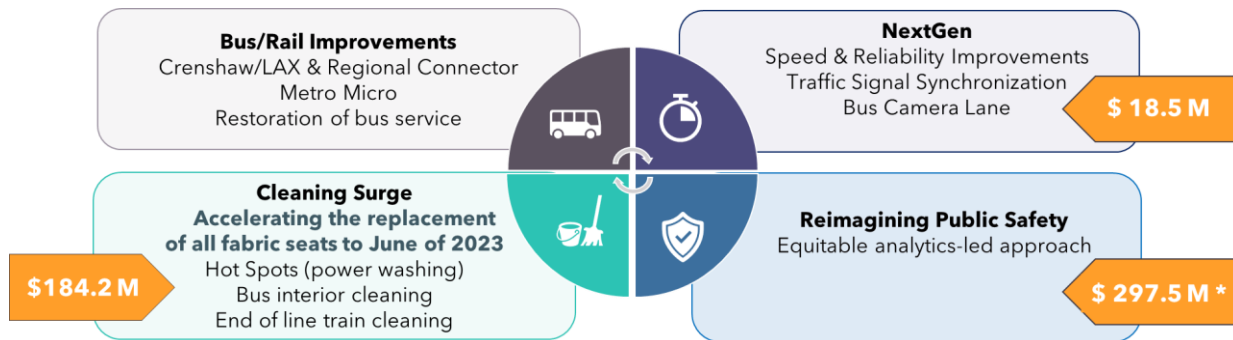 Bus/Rail Improvements
Crenshaw/LAX & Regional Connector
Metro Micro
Restoration of bus service
NextGen
Speed & Reliability Improvements
Traffic Signal Synchronization
Bus Camera Lane
$ 18.5 M
Cleaning Surge
Accelerating the replacement
of all fabric seats to June of 2023
Hot Spots (power washing)
Bus interior cleaning
End of line train cleaning
$184.2 M
Reimagining Public Safety
Equitable analytics-led approach
$ 297.5 M *